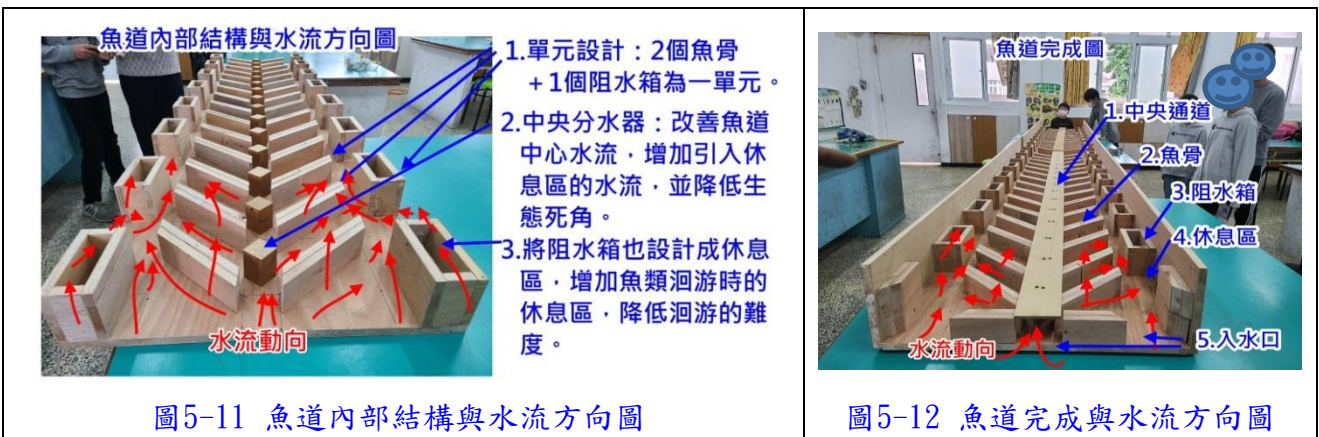 魚道內部結構與水流方向圖
1.單元設計：2個魚骨
+1個阻水箱為一單元。
2.中央分水器：改善魚道
中心水流，增加引入休
息區的水流，並降低生
態死角。
3.將阻水箱也設計成休息
區，增加魚類洄游時的
休息區，降低洄游的難
度。
水流動向
圖5-11 魚道內部結構與水流方向圖
魚道完成圖
1.中央通道
2.魚骨
3.阻水箱
4.休息區
5.入水口
水流動向
圖5-12 魚道完成與水流方向圖